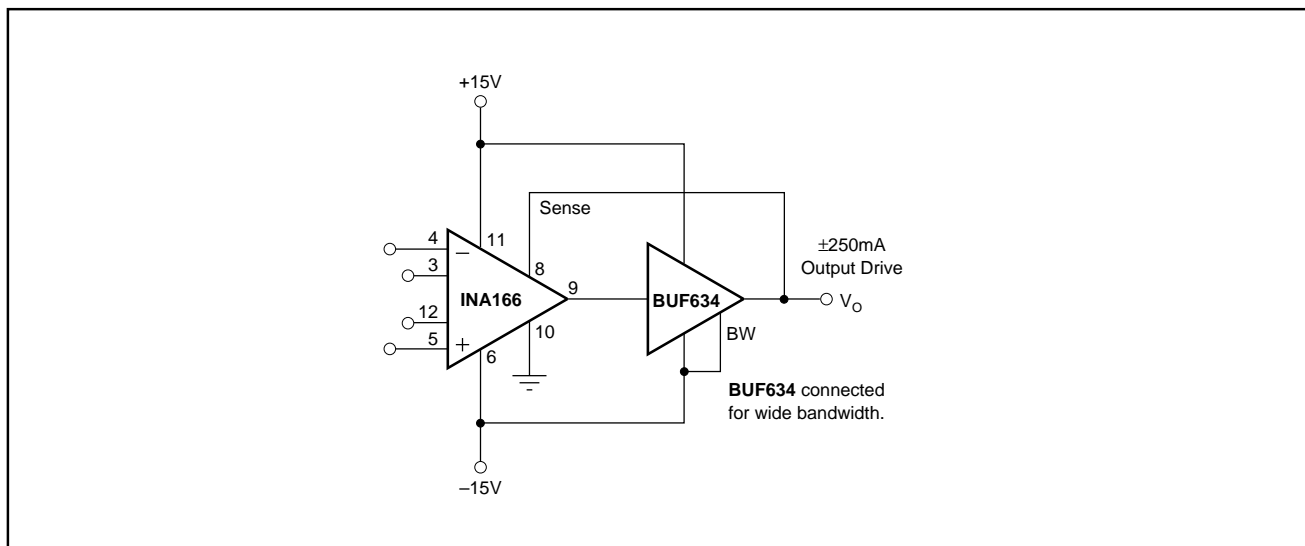 +15V
Sense
4
–
11
3
8
INA166
9
12
10
5
+
6
BUF634
BW
±250mA
Output Drive
V_O
BUF634 connected
for wide bandwidth.
–15V